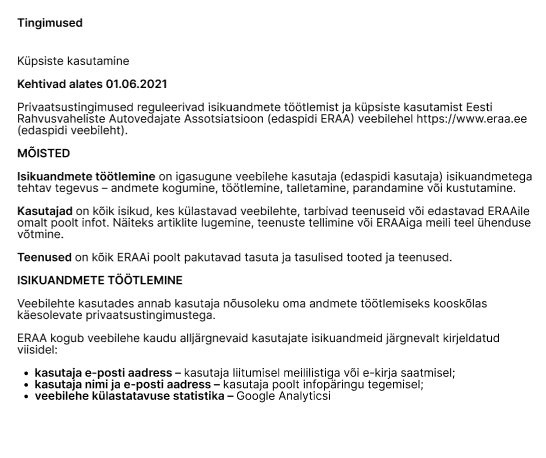 Tingimused
Küpsiste kasutamine
Kehtivad alates 01.06.2021
Privaatsustingimused reguleerivad isikuandmete töötlemist ja küpsiste kasutamist Eesti
Rahvusvaheliste Autovedajate Assotsiatsioon (edaspidi ERAA) veebilehel https://www.eraa.ee
(edaspidi veebileht).
MÕISTED
Isikuandmete töötlemine on igasugune veebilehe kasutaja (edaspidi kasutaja) isikuandmetega
tehtav tegevus – andmete kogumine, töötlemine, talletamine, parandamine või kustutamine.
Kasutajad on kõik isikud, kes külastavad veebilehte, tarbivad teenuseid või edastavad ERAAile
omalt poolt infot. Näiteks artiklite lugemine, teenuste tellimine või ERAAiga meili teel ühenduse
võtmine.
Teenused on kõik ERAAi poolt pakutavad tasuta ja tasulised tooted ja teenused.
ISIKUANDMETE TÖÖTLEMINE
Veebilehte kasutades annab kasutaja nõusoleku oma andmete töötlemiseks kooskõlas
käesolevate privaatsustingimustega.
ERAA kogub veebilehe kaudu alljärgnevaid kasutajate isikuandmeid järgnevalt kirjeldatud
viisidel:
• kasutaja e-posti aadress – kasutaja liitumisel meililistiga või e-kirja saatmisel;
• kasutaja nimi ja e-posti aadress – kasutaja poolt infopäringu tegemisel;
• veebilehe külastatavuse statistika – Google Analyticsi